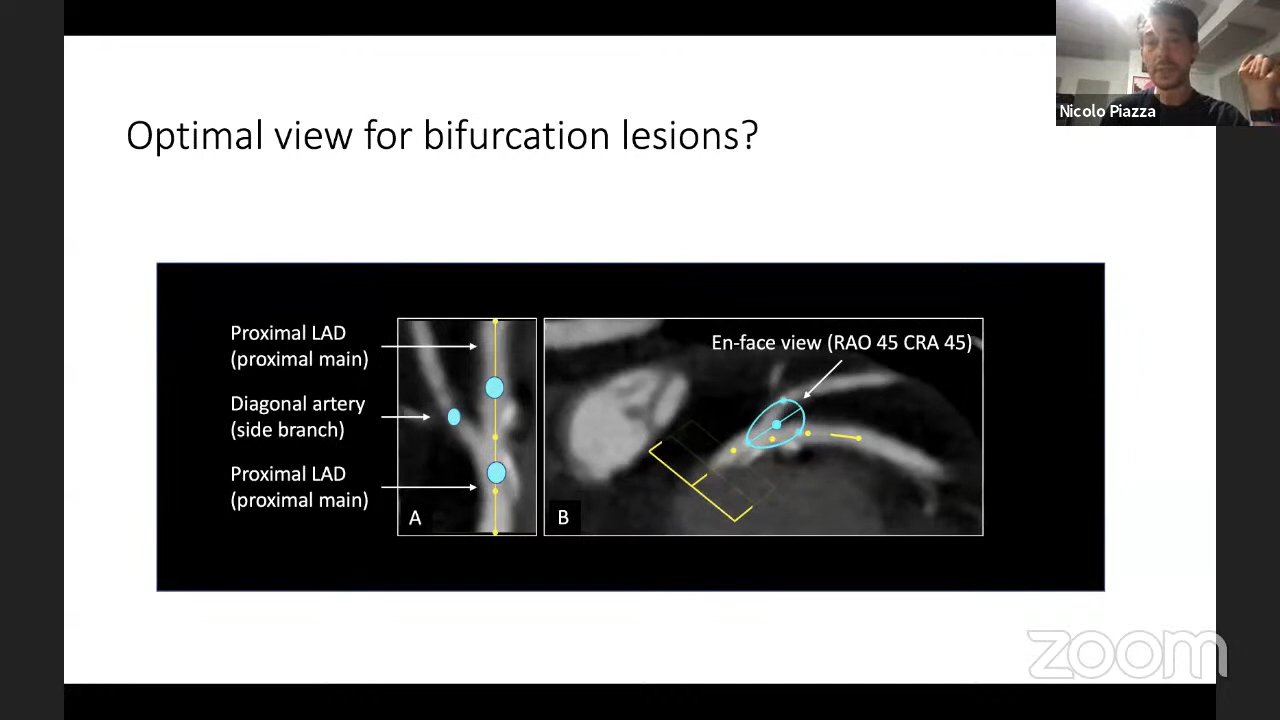 Nicolo Piazza
Optimal view for bifurcation lesions?
Proximal LAD
(proximal main)
Diagonal artery
(side branch)
Proximal LAD
(proximal main)
A
En-face view (RAO 45 CRA 45)
B
zoom